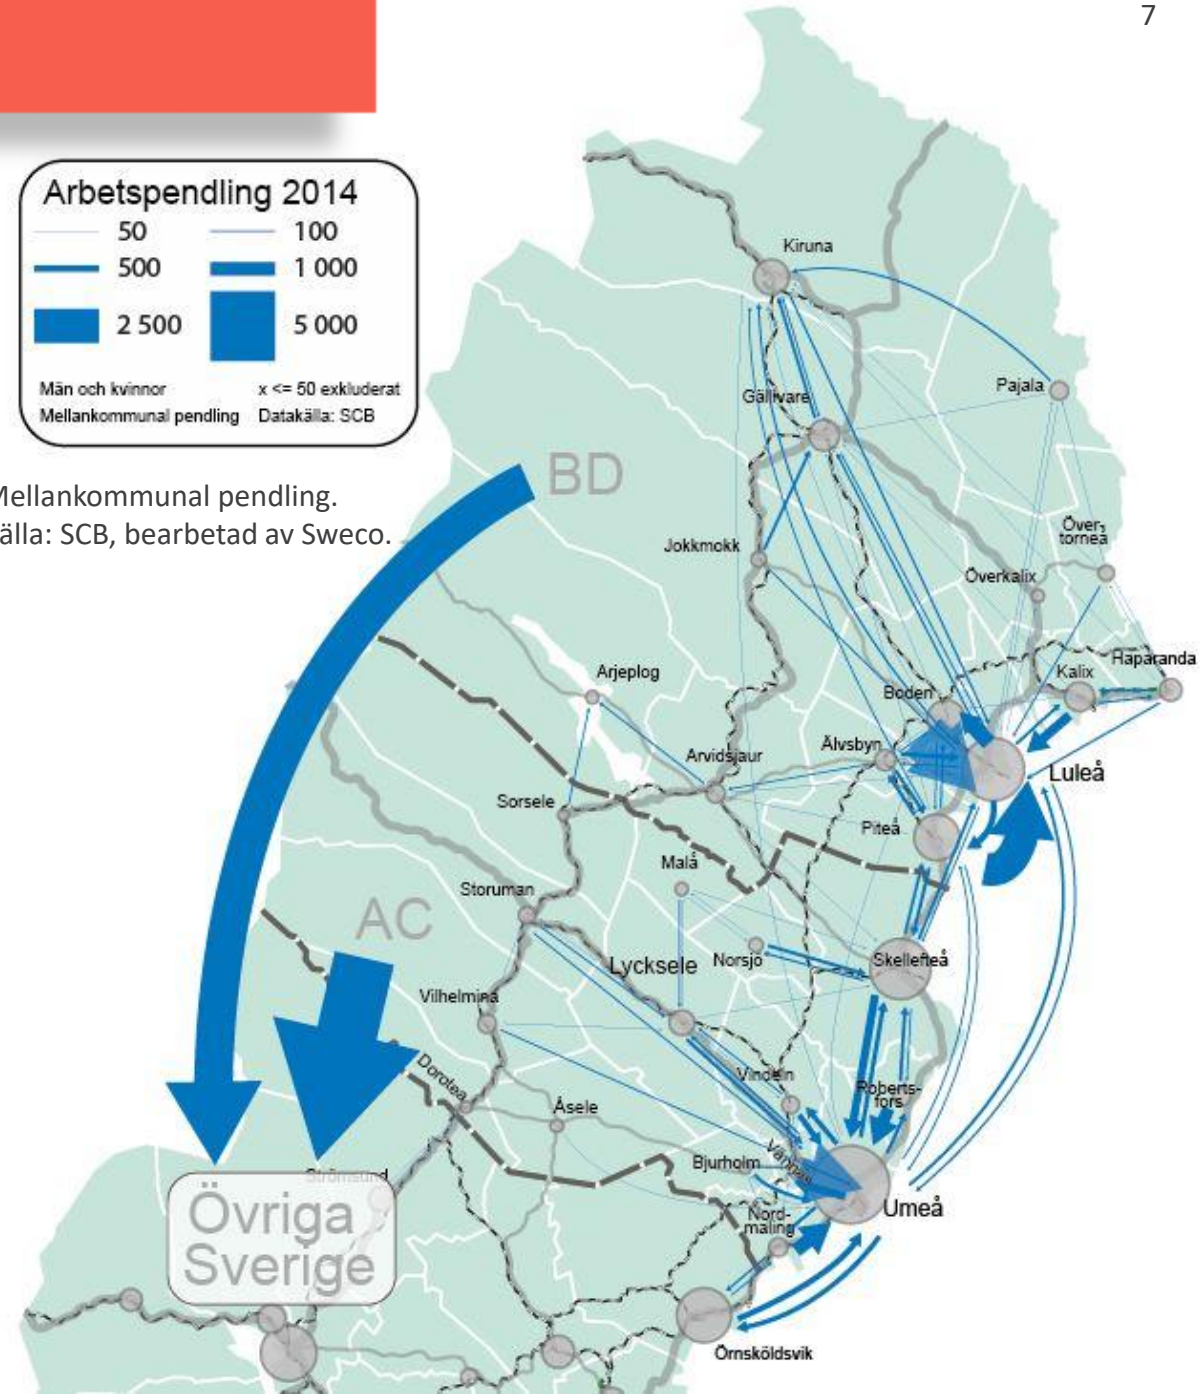 7
Arbetspendling 2014
50 100
500 1 000
2 500 5 000
Män och kvinnor x <= 50 exkluderat
Mellankommunal pendling Datakälla: SCB
Mellankommunal pendling.
älla: SCB, bearbetad av Sweco.
Kiruna
Pajala
Gällivare
BD
Över-
torneå
Jokkmokk
Överkalix
Haparanda
Arjeplog
Kalix
Boden
Älvsbyn
Arvidsjaur
Luleå
Sorsele
Piteå
Malå
Storuman
AC
Lycksele
Norsjö
Skellefteå
Vilhelmina
Dorotea
Vindeln
Roberts-
fors
Åsele
Bjurholm
Vännäs
Strömsund
Umeå
Övriga
Sverige
Nord-
maling
Örnsköldsvik